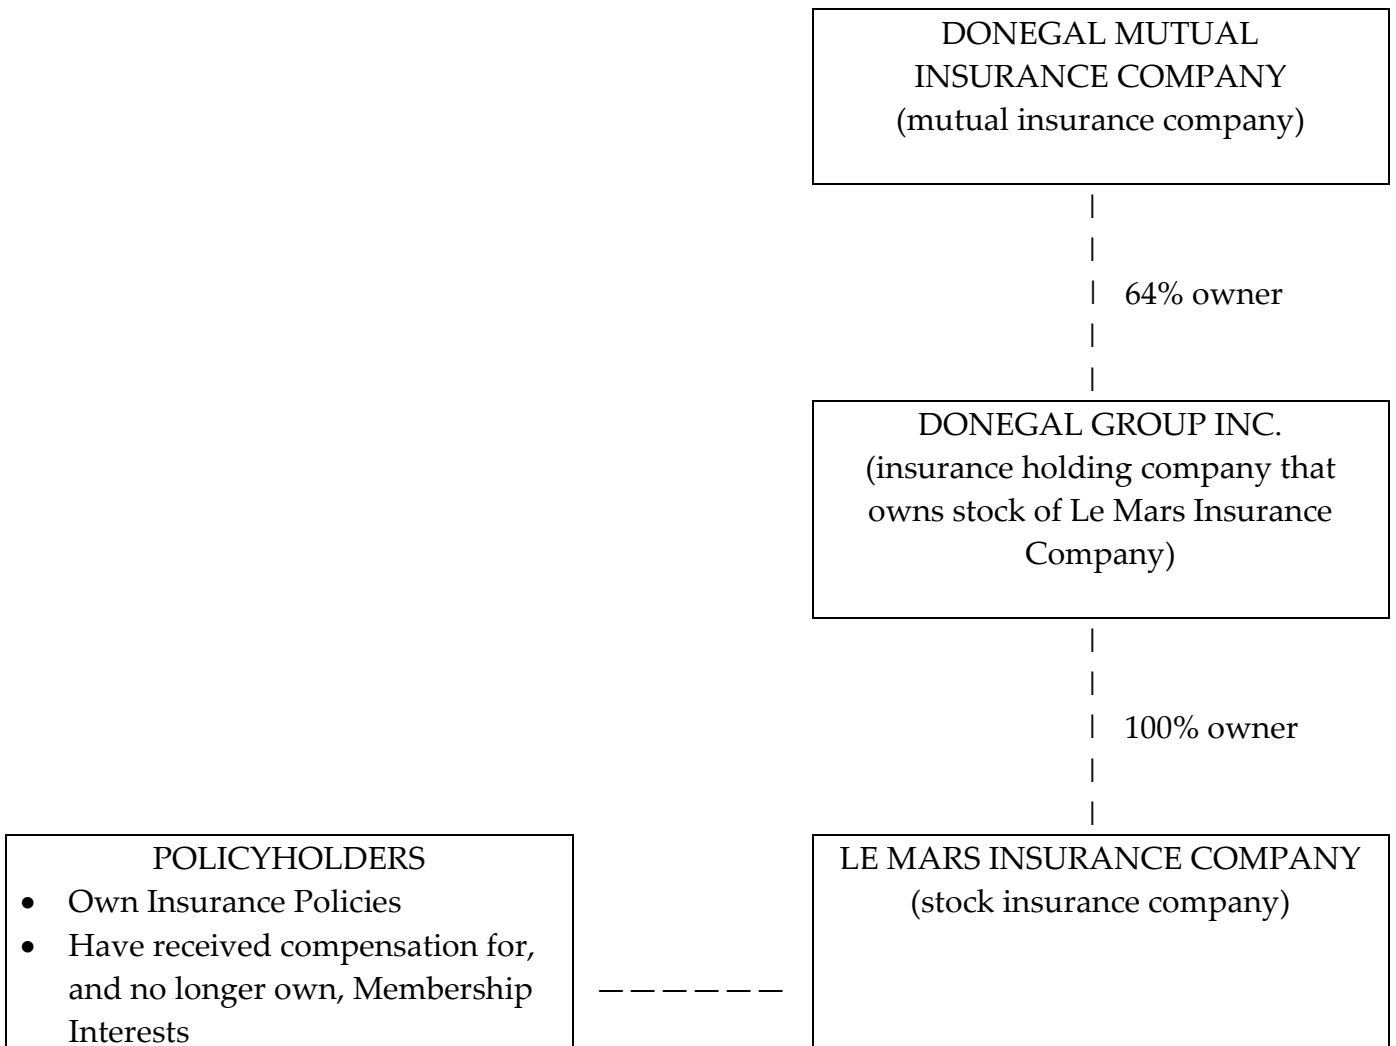 DONEGAL MUTUAL
INSURANCE COMPANY
(mutual insurance company)
64% owner
DONEGAL GROUP INC.
(insurance holding company that
owns stock of Le Mars Insurance
Company)
100% owner
POLICYHOLDERS
• Own Insurance Policies
• Have received compensation for,
and no longer own, Membership
Interests
LE MARS INSURANCE COMPANY
(stock insurance company)